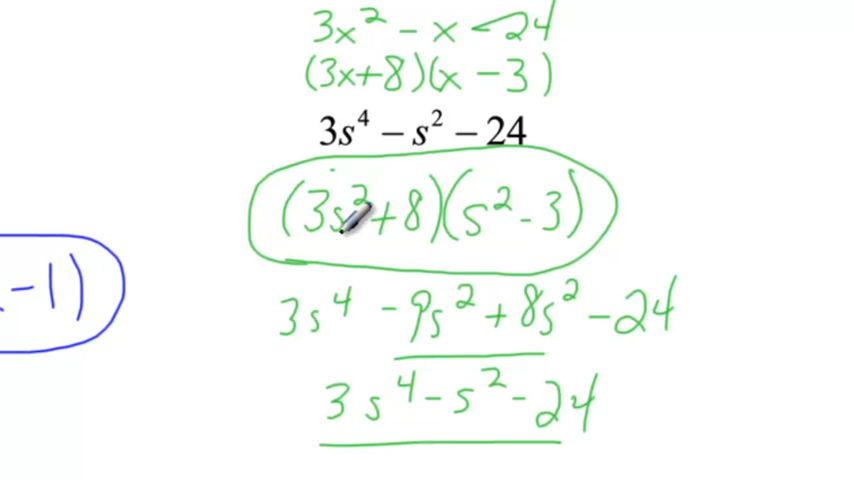 3x² - x - 24
(3x+8)(x - 3)
3s⁴ − s² − 24
(3s²+8)(s² - 3)
-1)
3s⁴ - 9s² + 8s² - 24
3s⁴ - s² - 24